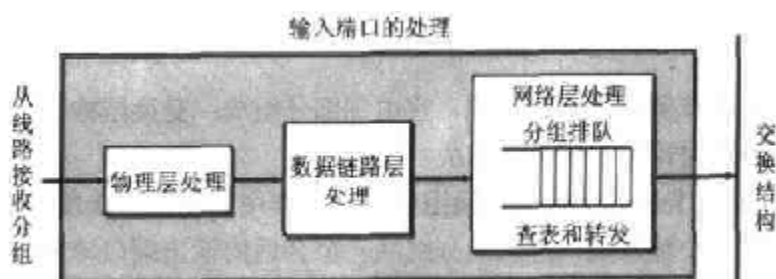 输入端口的处理
从线路接收分组
物理层处理
数据链路层
处理
网络层处理
分组排队
查表和转发
交换结构